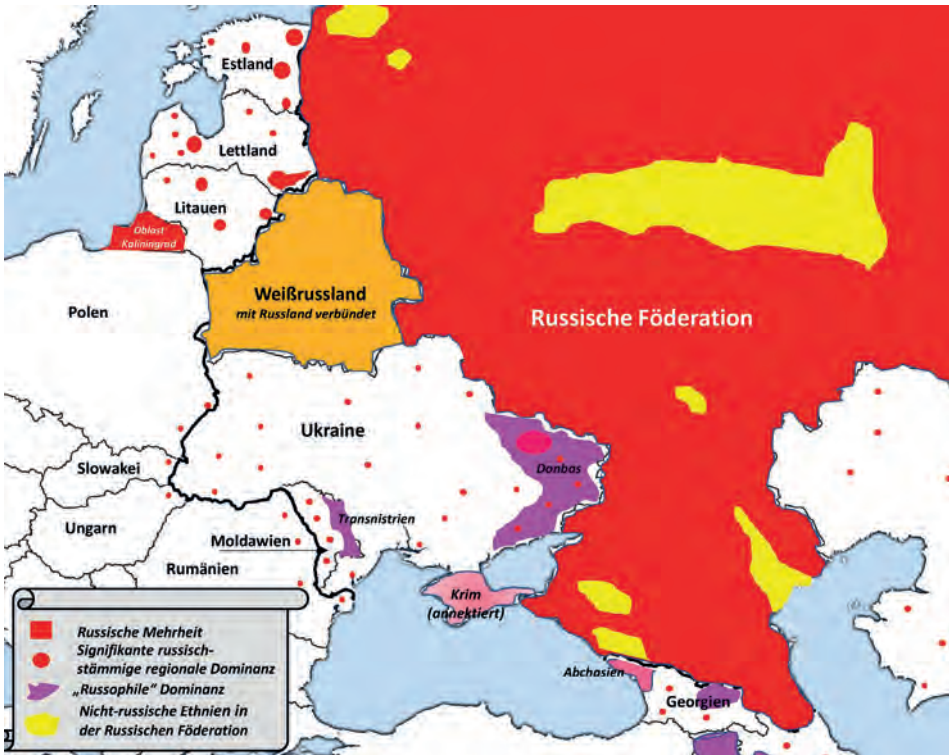 Estland
Lettland
Litauen
Oblast
Kaliningrad
Weißrussland
mit Russland verbündet
Polen
Russische Föderation
Ukraine
Slowakei
Donbas
Ungarn
Transnistrien
Moldawien
Rumänien
Krim
(annektiert)
Abchasien
Georgien
Russische Mehrheit
Signifikante russisch-
stämmige regionale Dominanz
„Russophile” Dominanz
Nicht-russische Ethnien in
der Russischen Föderation